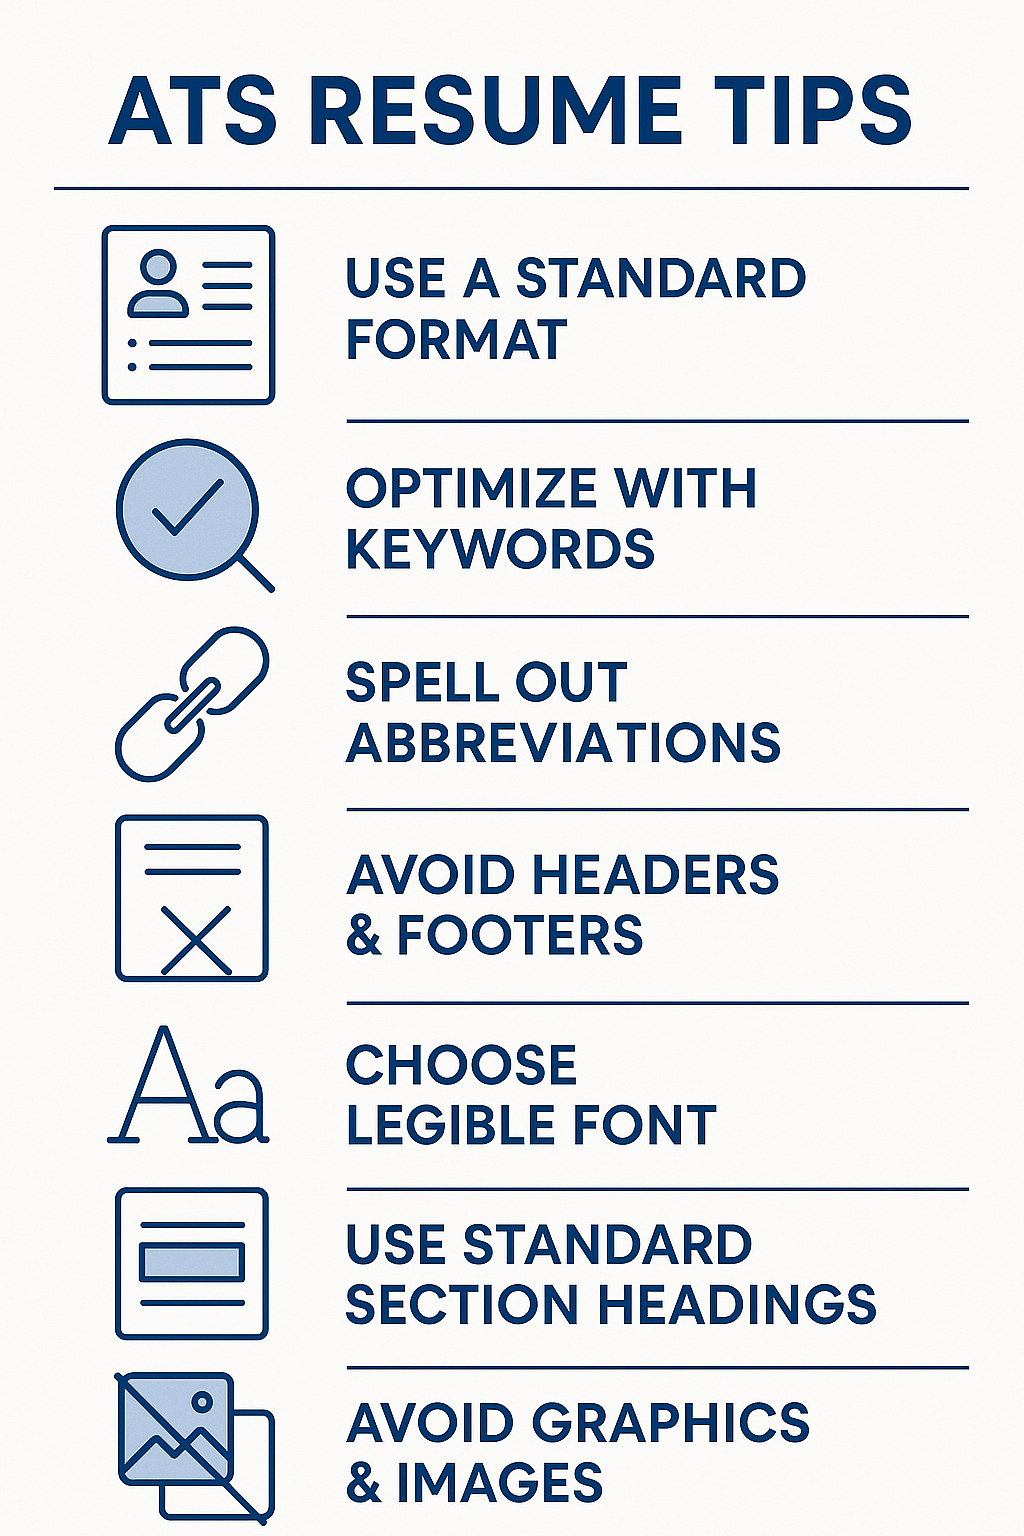 ATS RESUME TIPS
USE A STANDARD
FORMAT
OPTIMIZE WITH
KEYWORDS
SPELL OUT
ABBREVIATIONS
AVOID HEADERS
& FOOTERS
Aa
CHOOSE
LEGIBLE FONT
USE STANDARD
SECTION HEADINGS
AVOID GRAPHICS
& IMAGES